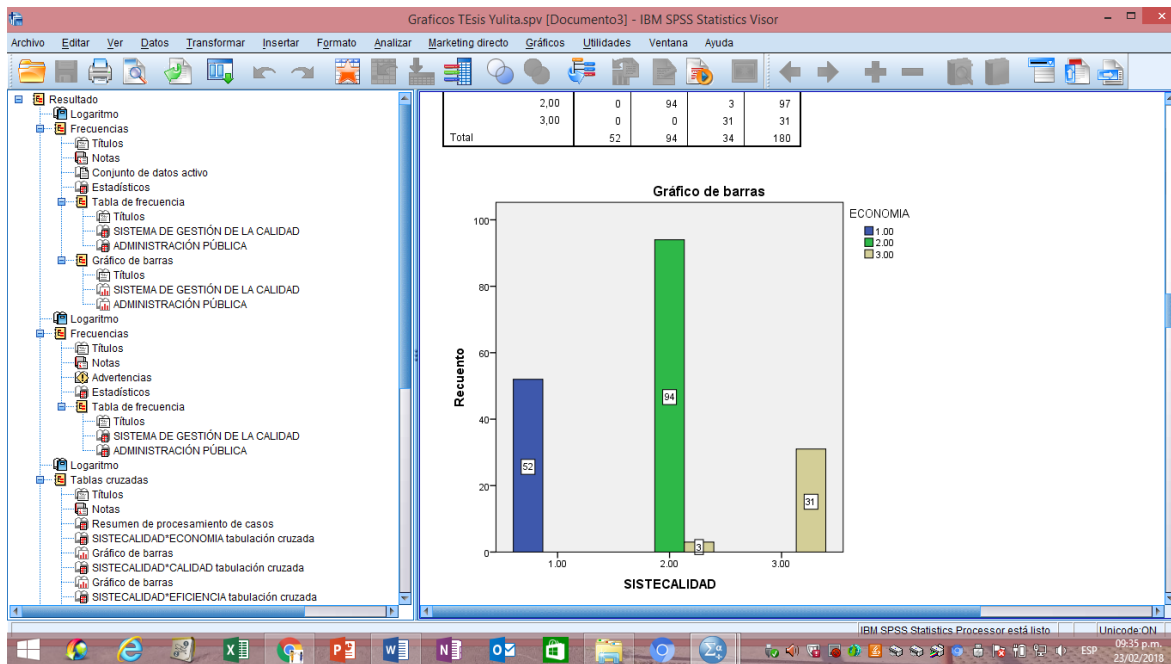 Graficos TEsis Yulita.spv [Documento3] - IBM SPSS Statistics Visor
Archivo Editar Ver Datos Transformar Insertar Formato Analizar Marketing directo Gráficos Utilidades Ventana Ayuda
Resultado
Logaritmo
Frecuencias
Títulos
Notas
Conjunto de datos activo
Estadísticos
Tabla de frecuencia
Títulos
SISTEMA DE GESTIÓN DE LA CALIDAD
ADMINISTRACIÓN PÚBLICA
Gráfico de barras
Títulos
SISTEMA DE GESTIÓN DE LA CALIDAD
ADMINISTRACIÓN PÚBLICA
Logaritmo
Frecuencias
Títulos
Notas
Advertencias
Estadísticos
Tabla de frecuencia
Títulos
SISTEMA DE GESTIÓN DE LA CALIDAD
ADMINISTRACIÓN PÚBLICA
Logaritmo
Tablas cruzadas
Títulos
Notas
Resumen de procesamiento de casos
SISTECALIDAD*ECONOMIA tabulación cruzada
Gráfico de barras
SISTECALIDAD*CALIDAD tabulación cruzada
Gráfico de barras
SISTECALIDAD*EFICIENCIA tabulación cruzada
2,00 0 94 3 97
3,00 0 0 31 31
Total 52 94 34 180
Gráfico de barras
ECONOMIA
1.00
2.00
3.00
Recuento
100
80
60
40
20
0
52
94
3
31
1.00 2.00 3.00
SISTECALIDAD
IBM SPSS Statistics Processor está listo Unicode:ON
ESP
09:35 p.m.
23/02/2018